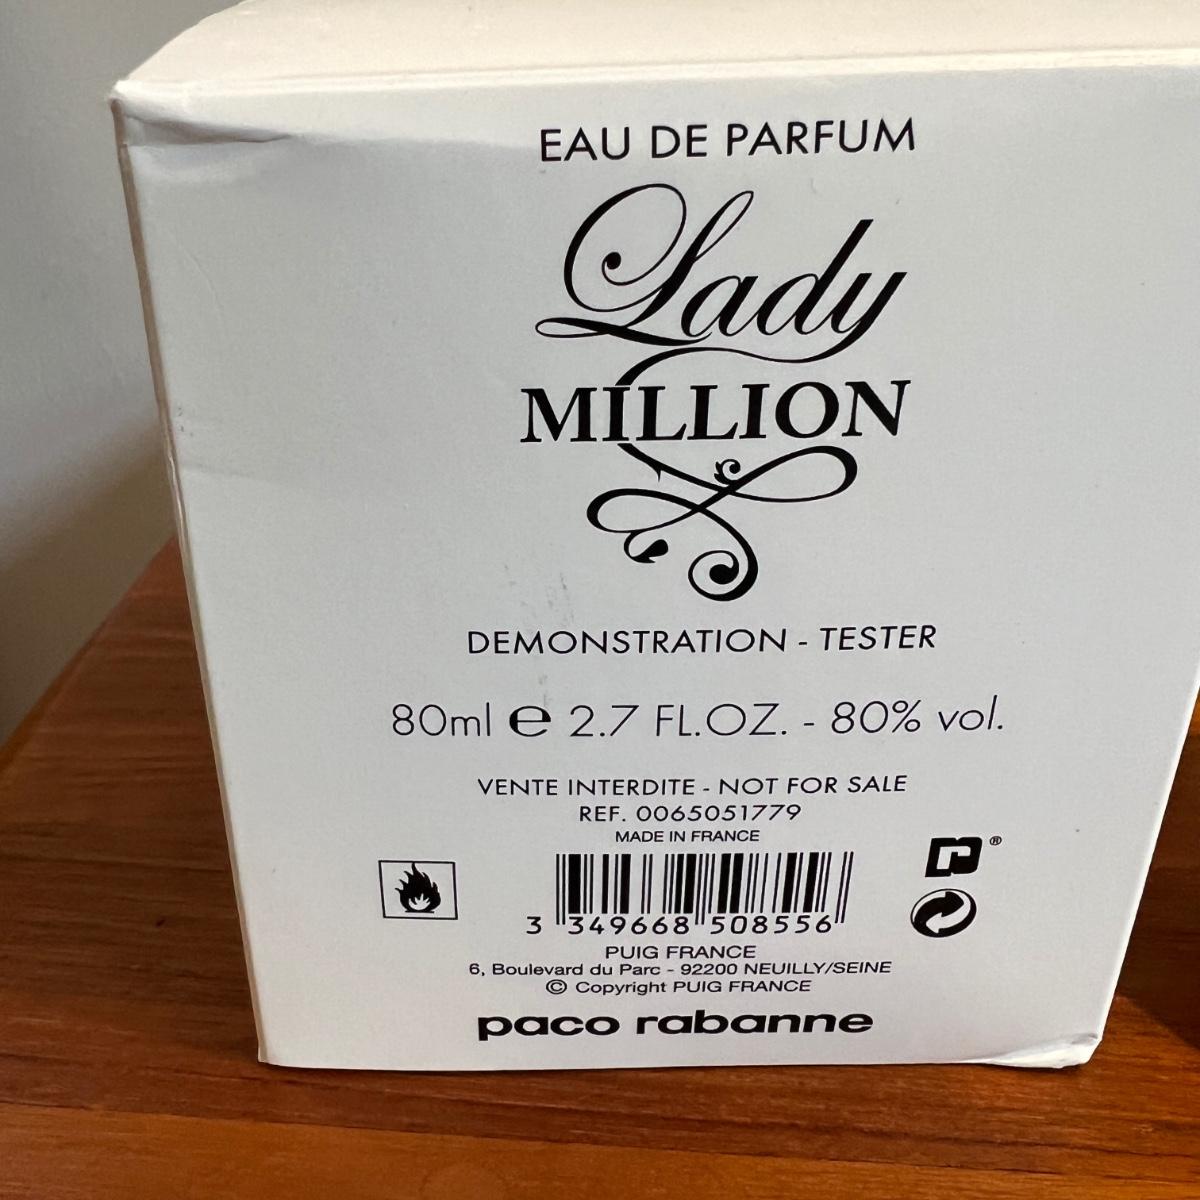 EAU DE PARFUM
Lady
MILLION
DEMONSTRATION - TESTER
80ml e 2.7 FL.OZ. - 80% vol.
VENTE INTERDITE - NOT FOR SALE
REF. 0065051779
MADE IN FRANCE
®
3 349668 508556
PUIG FRANCE
6, Boulevard du Parc - 92200 NEUILLY/SEINE
© Copyright PUIG FRANCE
paco rabanne